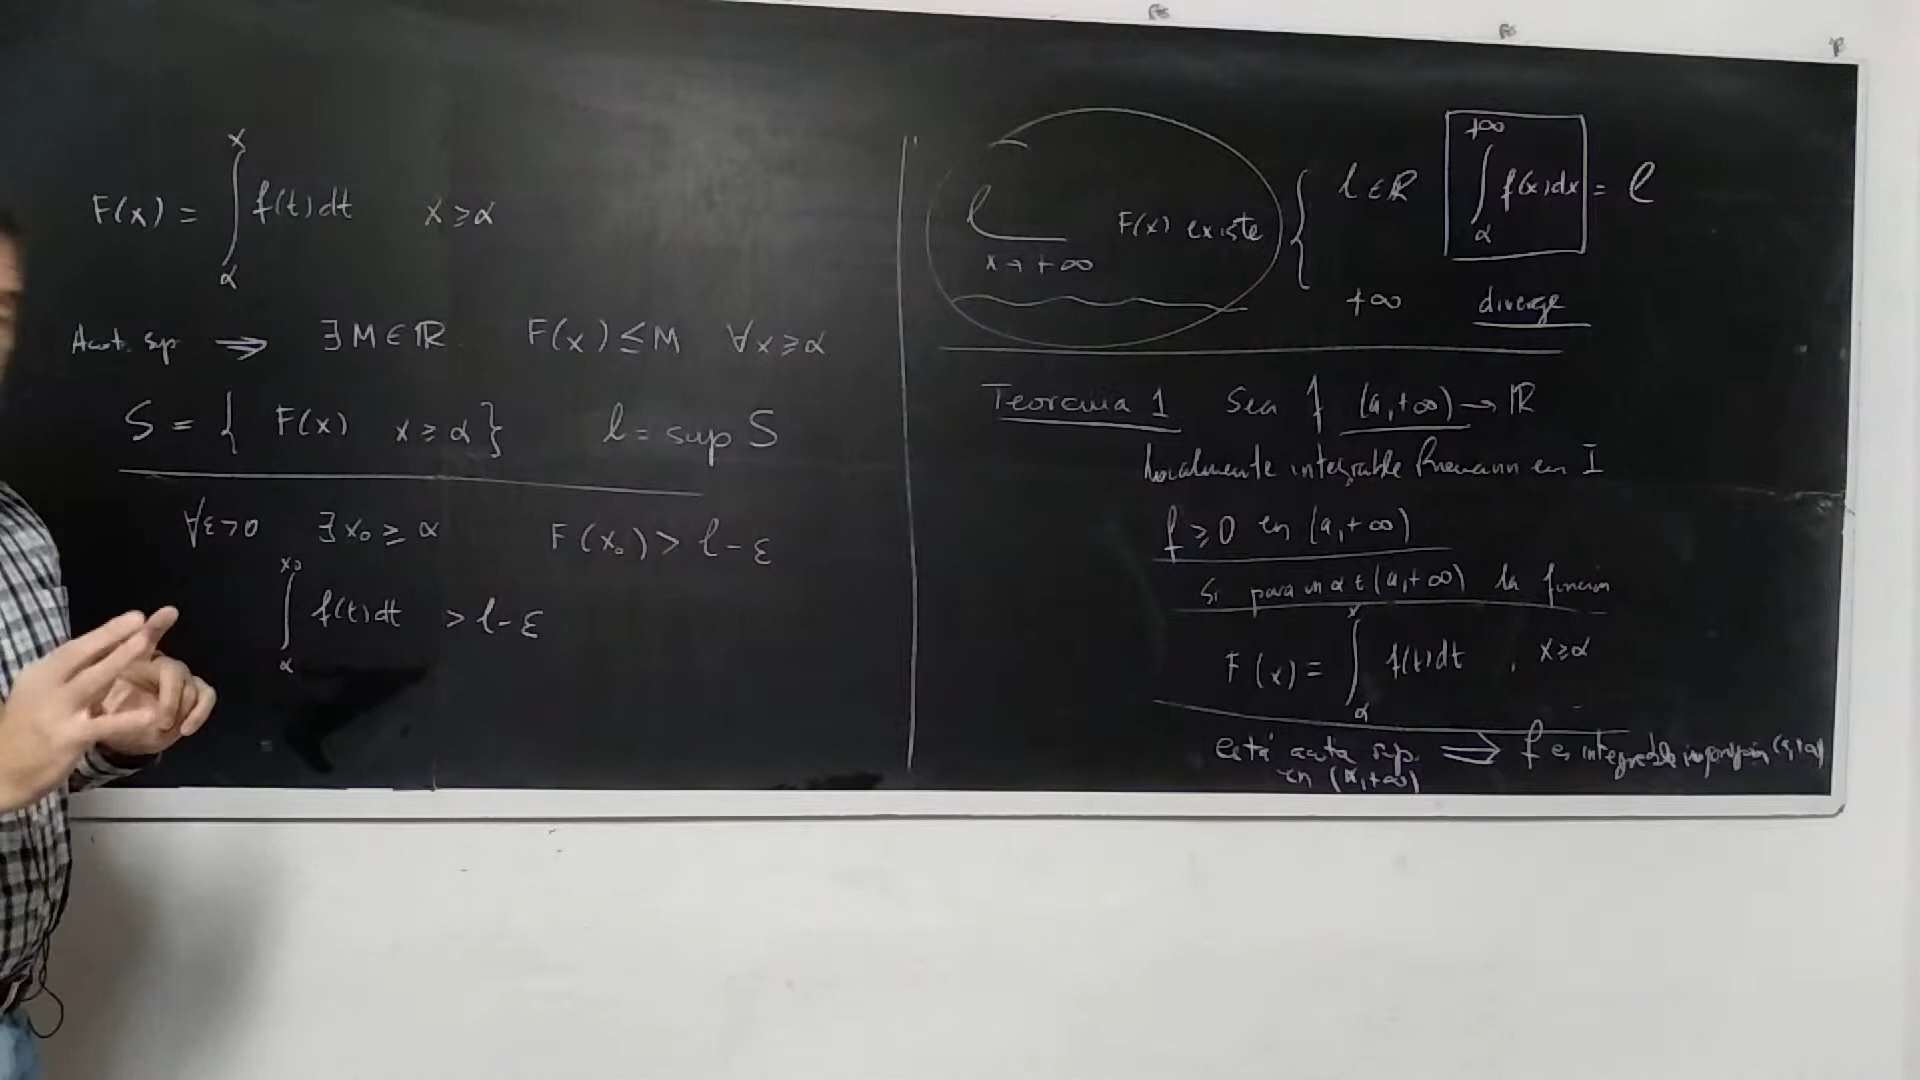 F(x) = ∫_α^x f(t)dt x ≥ α
Acot. sup ⇒ ∃ M ∈ ℝ F(x) ≤ M ∀x ≥ α
S = { F(x) x ≥ α } l = sup S
∀ε>0 ∃ x₀ ≥ α F(x₀) > l - ε
∫_α^x₀ f(t)dt > l - ε
l F(x) existe { l ∈ ℝ ∫_α^+∞ f(x)dx = l
x→+∞
+∞ diverge
Teorema 1 Sea f (a,+∞) → ℝ
localmente integrable Riemann en I
f ≥ 0 en (a,+∞)
Si para un α ∈ (a,+∞) la función
F(x) = ∫_α^x f(t)dt , x ≥ α
está acota sup. ⇒ f es integrable
en (α,+∞)